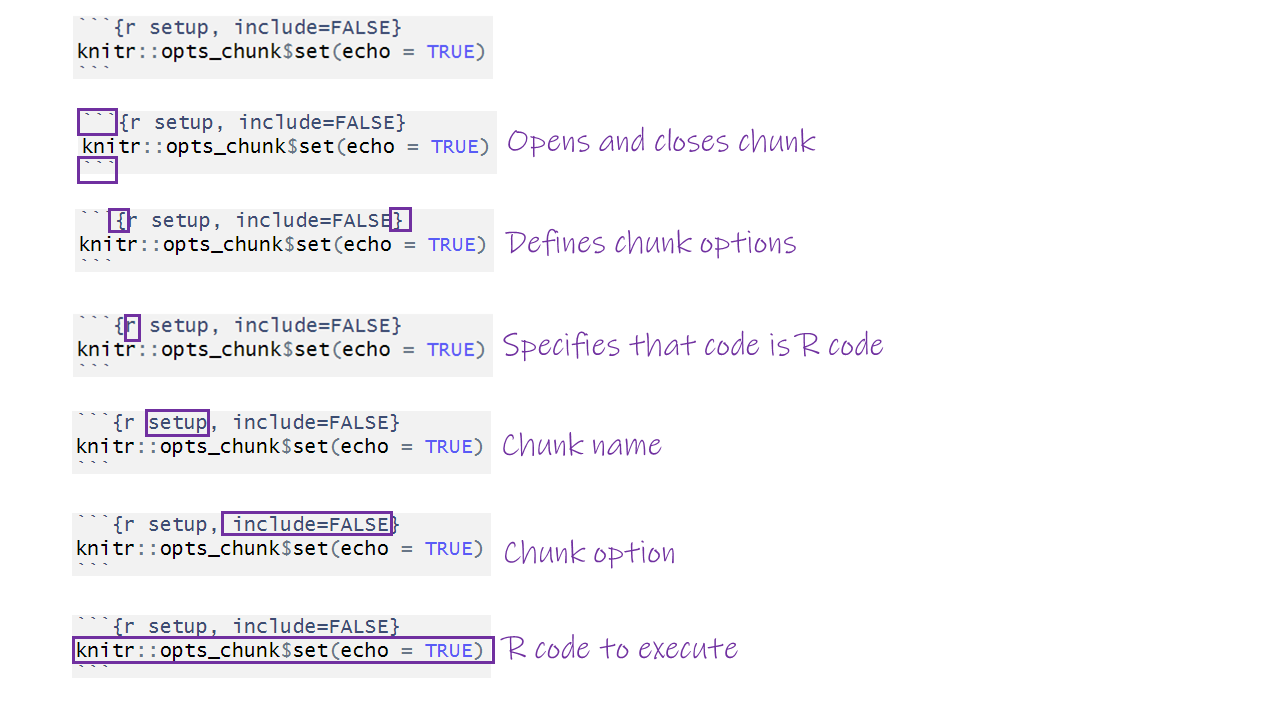 ```{r setup, include=FALSE}
knitr::opts_chunk$set(echo = TRUE)
```
```{r setup, include=FALSE}
knitr::opts_chunk$set(echo = TRUE)
```
Opens and closes chunk
```{r setup, include=FALSE}
knitr::opts_chunk$set(echo = TRUE)
```
Defines chunk options
```{r setup, include=FALSE}
knitr::opts_chunk$set(echo = TRUE)
```
Specifies that code is R code
```{r setup, include=FALSE}
knitr::opts_chunk$set(echo = TRUE)
```
Chunk name
```{r setup, include=FALSE}
knitr::opts_chunk$set(echo = TRUE)
```
Chunk option
```{r setup, include=FALSE}
knitr::opts_chunk$set(echo = TRUE)
```
R code to execute